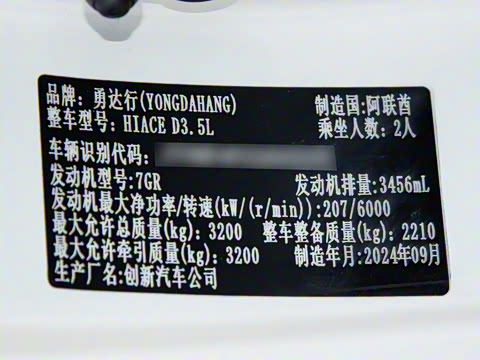 品牌: 勇达行(YONGDAHANG) 制造国:阿联酋
整车型号: HIACE D3.5L 乘坐人数: 2人
车辆识别代码:
发动机型号:7GR 发动机排量:3456mL
发动机最大净功率/转速(kW/(r/min)):207/6000
最大允许总质量(kg): 3200 整车整备质量(kg): 2210
最大允许牵引质量(kg): 3200 制造年月:2024年09月
生产厂名:创新汽车公司